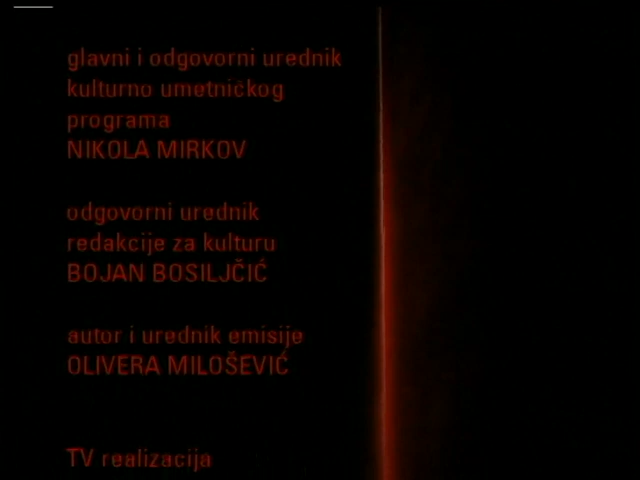 glavni i odgovorni urednik
kulturno umetničkog
programa
NIKOLA MIRKOV
odgovorni urednik
redakcije za kulturu
BOJAN BOSILJČIĆ
autor i urednik emisije
OLIVERA MILOŠEVIĆ
TV realizacija